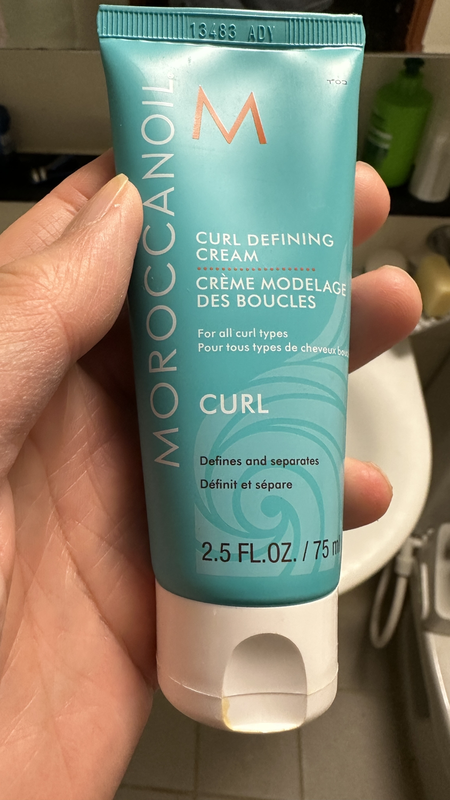 13483 ADY
M
MOROCCANOIL
CURL DEFINING
CREAM
CRÈME MODELAGE
DES BOUCLES
For all curl types
Pour tous types de cheveux
CURL
Defines and separates
Définit et sépare
2.5 FL.OZ. / 75 ml